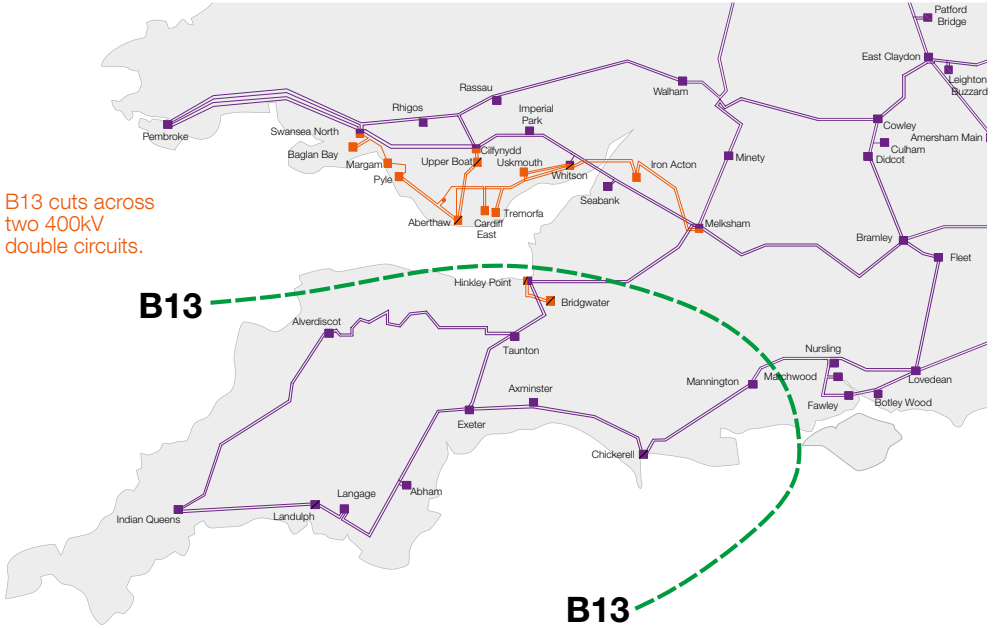 Patford
Bridge
East Claydon
Leighton
Buzzard
Rassau
Walham
Rhigos
Imperial
Park
Cowley
Pembroke
Swansea North
Amersham Main
Culham
Baglan Bay
Cilfynydd
Didcot
Margam
Upper Boat
Uskmouth
Iron Acton
Minety
Pyle
Whitson
B13 cuts across
two 400kV
double circuits.
Seabank
Aberthaw
Cardiff
East
Tremorfa
Melksham
Bramley
Fleet
Hinkley Point
B13
Bridgwater
Alverdiscot
Taunton
Nursling
Axminster
Mannington
Marchwood
Lovedean
Fawley
Botley Wood
Exeter
Chickerell
Langage
Abham
Indian Queens
Landulph
B13